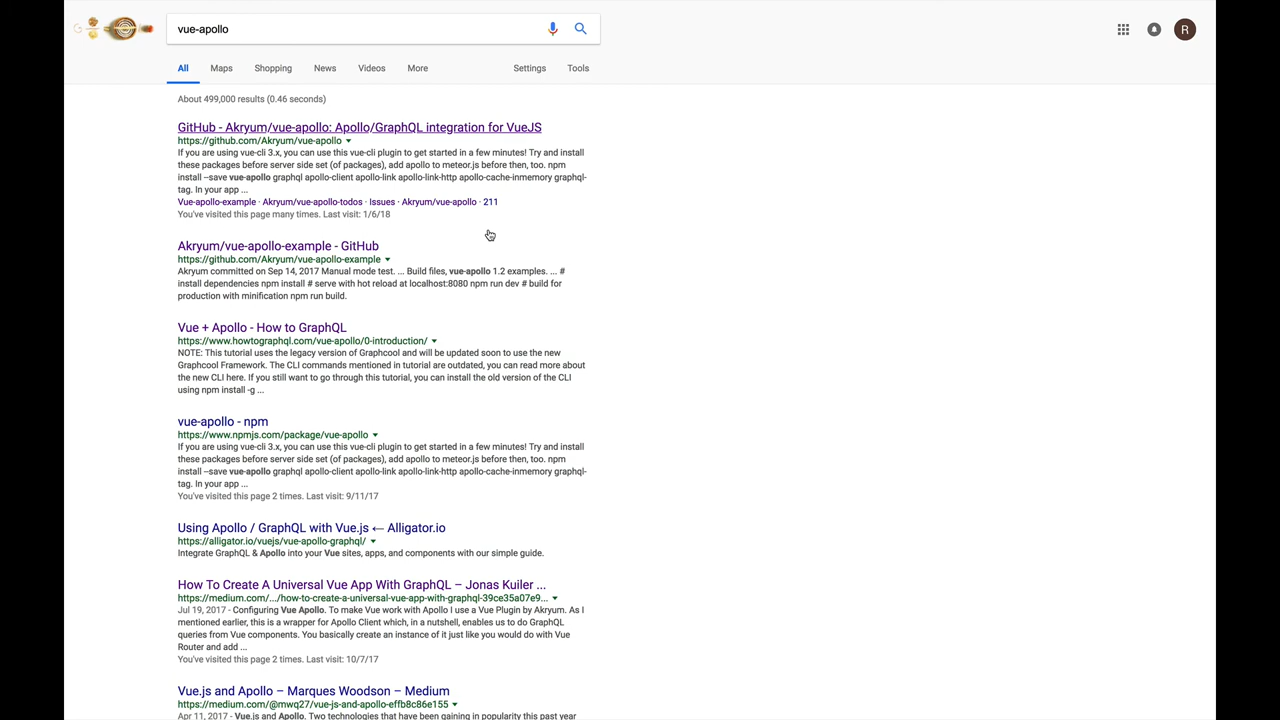 vue-apollo
R
All Maps Shopping News Videos More Settings Tools
About 499,000 results (0.46 seconds)
GitHub - Akryum/vue-apollo: Apollo/GraphQL integration for VueJS
https://github.com/Akryum/vue-apollo
If you are using vue-cli 3.x, you can use this vue-cli plugin to get started in a few minutes! Try and install
these packages before server side set (of packages), add apollo to meteor.js before then, too. npm
install --save vue-apollo graphql apollo-client apollo-link apollo-link-http apollo-cache-inmemory graphql-
tag. In your app ...
Vue-apollo-example · Akryum/vue-apollo-todos · Issues · Akryum/vue-apollo · 211
You've visited this page many times. Last visit: 1/6/18
Akryum/vue-apollo-example - GitHub
https://github.com/Akryum/vue-apollo-example
Akryum committed on Sep 14, 2017 Manual mode test. ... Build files, vue-apollo 1.2 examples. ... #
install dependencies npm install # serve with hot reload at localhost:8080 npm run dev # build for
production with minification npm run build.
Vue + Apollo - How to GraphQL
https://www.howtographql.com/vue-apollo/0-introduction/
NOTE: This tutorial uses the legacy version of Graphcool and will be updated soon to use the new
Graphcool Framework. The CLI commands mentioned in tutorial are outdated, you can read more about
the new CLI here. If you still want to go through this tutorial, you can install the old version of the CLI
using npm install -g ...
vue-apollo - npm
https://www.npmjs.com/package/vue-apollo
If you are using vue-cli 3.x, you can use this vue-cli plugin to get started in a few minutes! Try and install
these packages before server side set (of packages), add apollo to meteor.js before then, too. npm
install --save vue-apollo graphql apollo-client apollo-link apollo-link-http apollo-cache-inmemory graphql-
tag. In your app ...
You've visited this page 2 times. Last visit: 9/11/17
Using Apollo / GraphQL with Vue.js ← Alligator.io
https://alligator.io/vuejs/vue-apollo-graphql/
Integrate GraphQL & Apollo into your Vue sites, apps, and components with our simple guide.
How To Create A Universal Vue App With GraphQL – Jonas Kuiler ...
https://medium.com/.../how-to-create-a-universal-vue-app-with-graphql-39ce35a07e9...
Jul 19, 2017 - Configuring Vue Apollo. To make Vue work with Apollo I use a Vue Plugin by Akryum. As I
mentioned earlier, this is a wrapper for Apollo Client which, in a nutshell, enables us to do GraphQL
queries from Vue components. You basically create an instance of it just like you would do with Vue
Router and add ...
You've visited this page 2 times. Last visit: 10/7/17
Vue.js and Apollo – Marques Woodson – Medium
https://medium.com/@mwq27/vue-js-and-apollo-effb8c86e155
Apr 11, 2017 - Vue.js and Apollo. Two technologies that have been gaining in popularity this past year